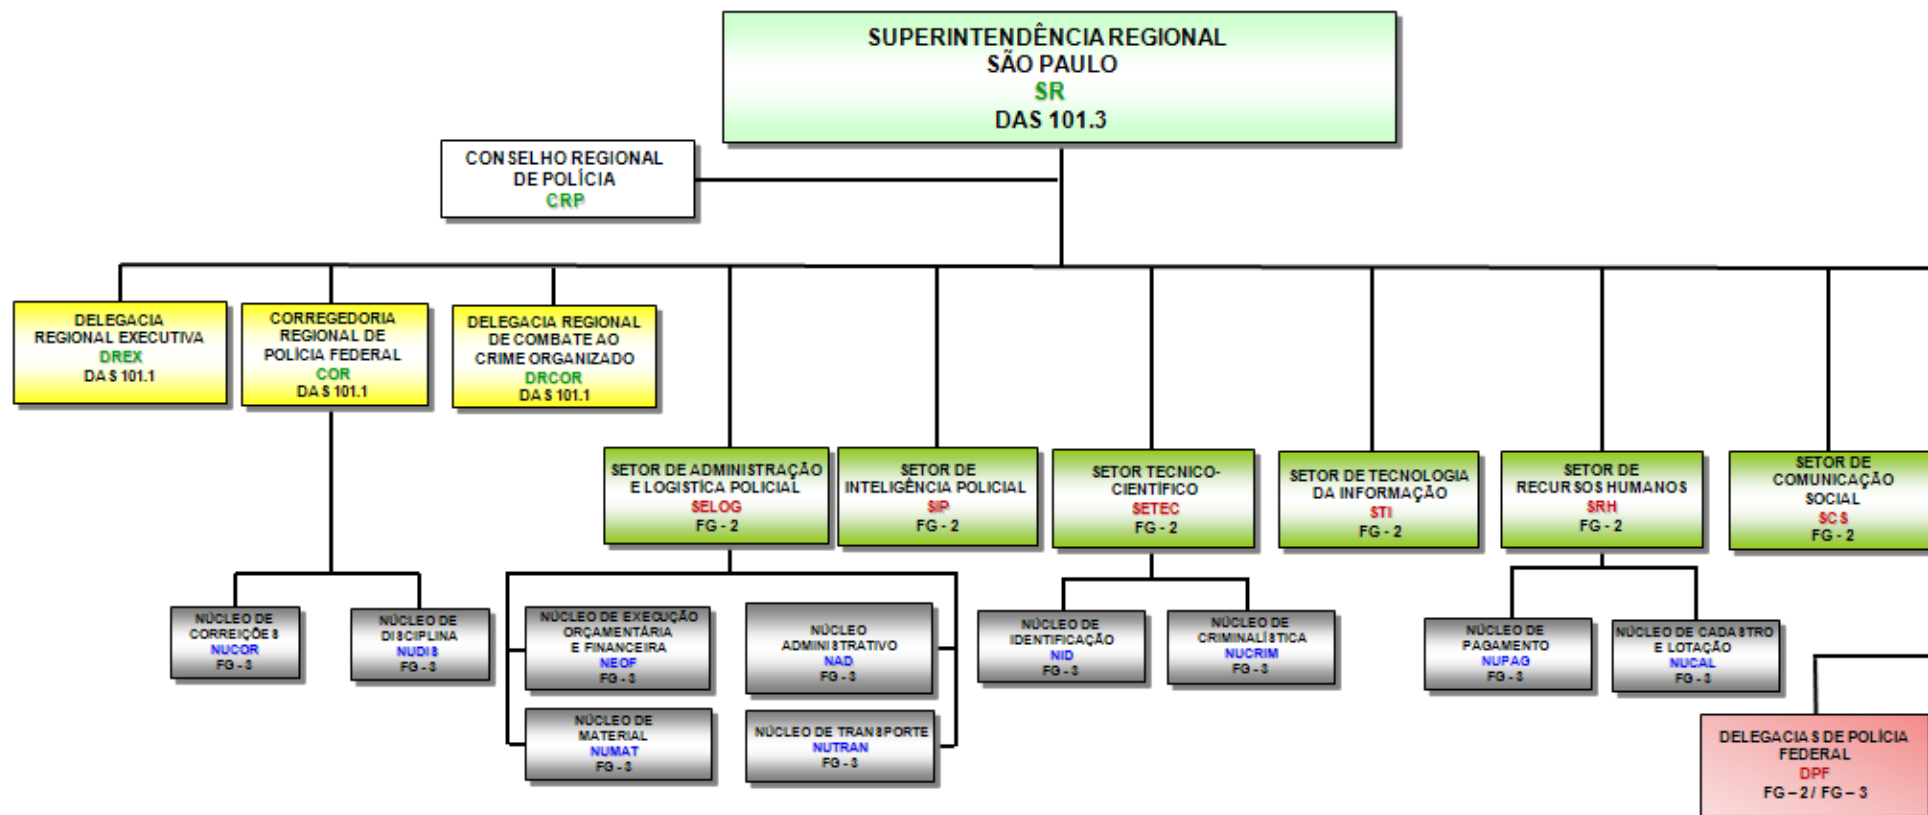 SUPERINTENDÊNCIA REGIONAL
SÃO PAULO
SR
DAS 101.3
CONSELHO REGIONAL
DE POLÍCIA
CRP
DELEGACIA
REGIONAL EXECUTIVA
DREX
DAS 101.1
CORREGEDORIA
REGIONAL DE
POLÍCIA FEDERAL
COR
DAS 101.1
DELEGACIA REGIONAL
DE COMBATE AO
CRIME ORGANIZADO
DRCOR
DAS 101.1
SETOR DE ADMINISTRAÇÃO
E LOGISTÍCA POLICIAL
SELOG
FG - 2
SETOR DE
INTELIGÊNCIA POLICIAL
SIP
FG - 2
SETOR TECNICO-
CIENTÍFICO
SETEC
FG - 2
SETOR DE TECNOLOGIA
DA INFORMAÇÃO
STI
FG - 2
SETOR DE
RECURSOS HUMANOS
SRH
FG - 2
SETOR DE
COMUNICAÇÃO
SOCIAL
SCS
FG - 2
NÚCLEO DE
CORREIÇÕES
NUCOR
FG - 3
NÚCLEO DE
DISCIPLINA
NUDIS
FG - 3
NÚCLEO DE EXECUÇÃO
ORÇAMENTÁRIA
E FINANCEIRA
NEOF
FG - 3
NÚCLEO
ADMINISTRATIVO
NAD
FG - 3
NÚCLEO DE
IDENTIFICAÇÃO
NID
FG - 3
NÚCLEO DE
CRIMINALÍSTICA
NUCRIM
FG - 3
NÚCLEO DE
PAGAMENTO
NUPAG
FG - 3
NÚCLEO DE CADASTRO
E LOTAÇÃO
NUCAL
FG - 3
NÚCLEO DE
MATERIAL
NUMAT
FG - 3
NÚCLEO DE TRANSPORTE
NUTRAN
FG - 3
DELEGACIAS DE POLÍCIA
FEDERAL
DPF
FG – 2 / FG – 3